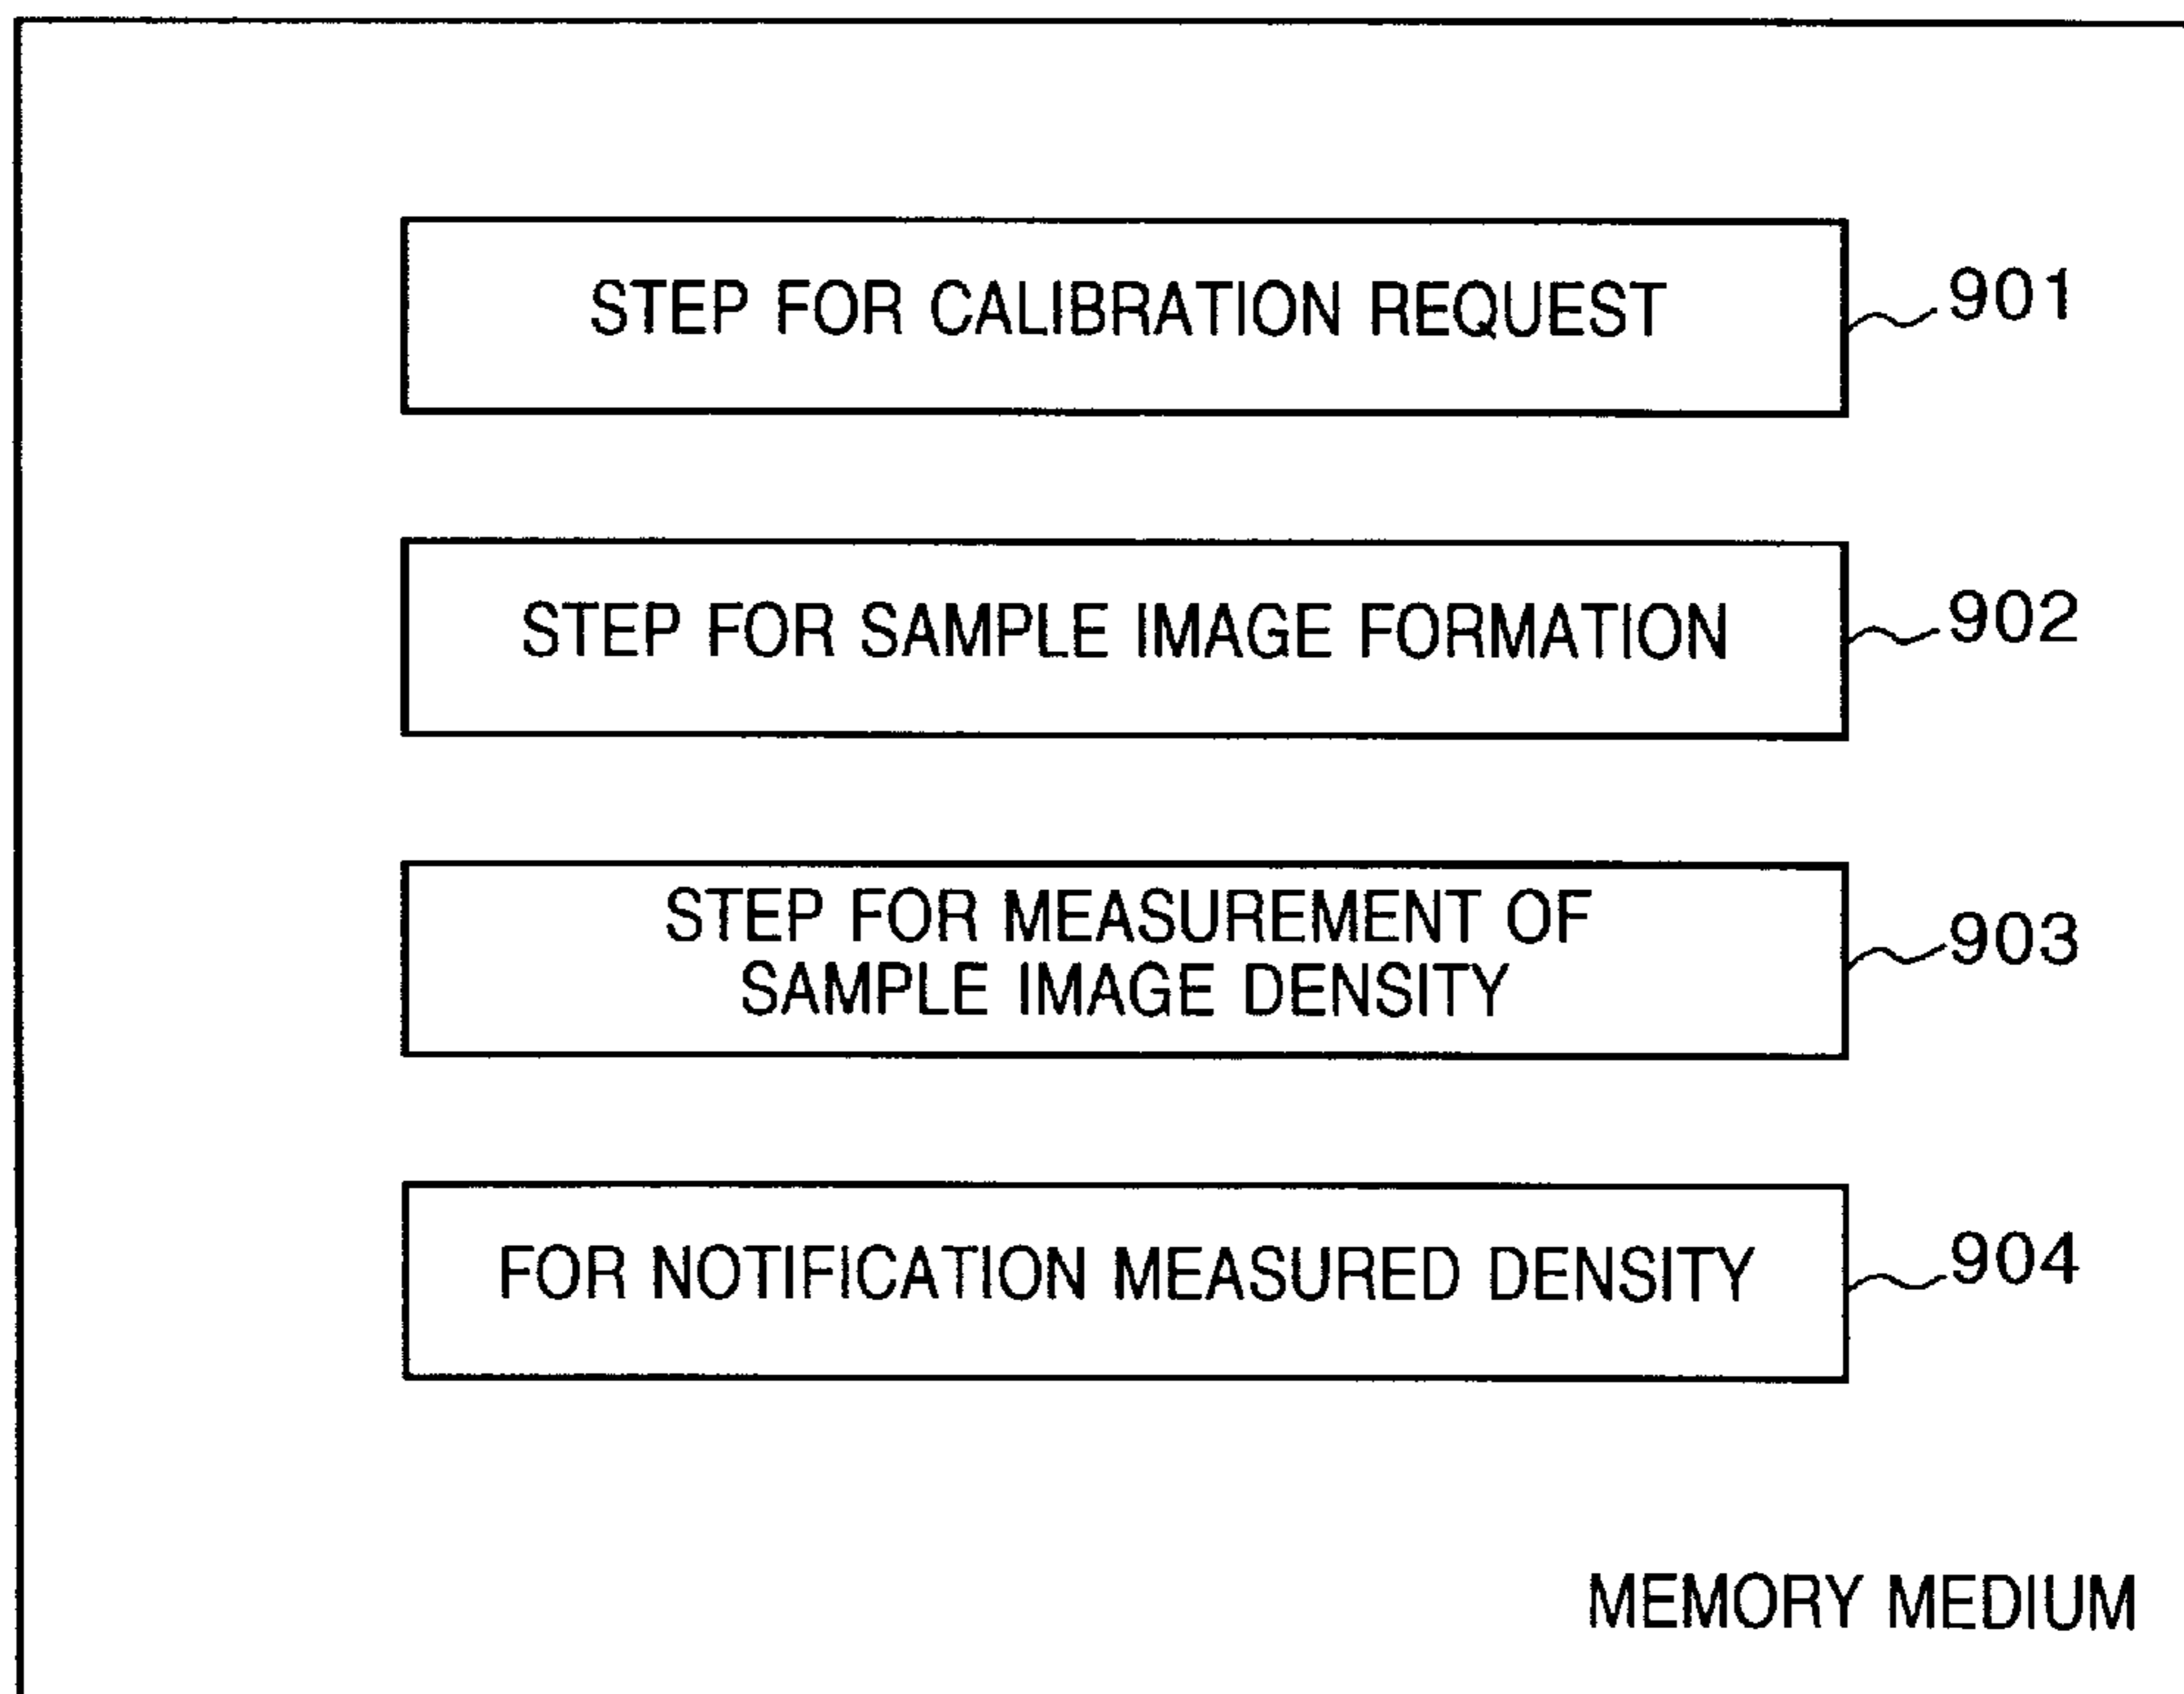 STEP FOR CALIBRATION REQUEST
901
STEP FOR SAMPLE IMAGE FORMATION
902
STEP FOR MEASUREMENT OF
SAMPLE IMAGE DENSITY
903
FOR NOTIFICATION MEASURED DENSITY
904
MEMORY MEDIUM